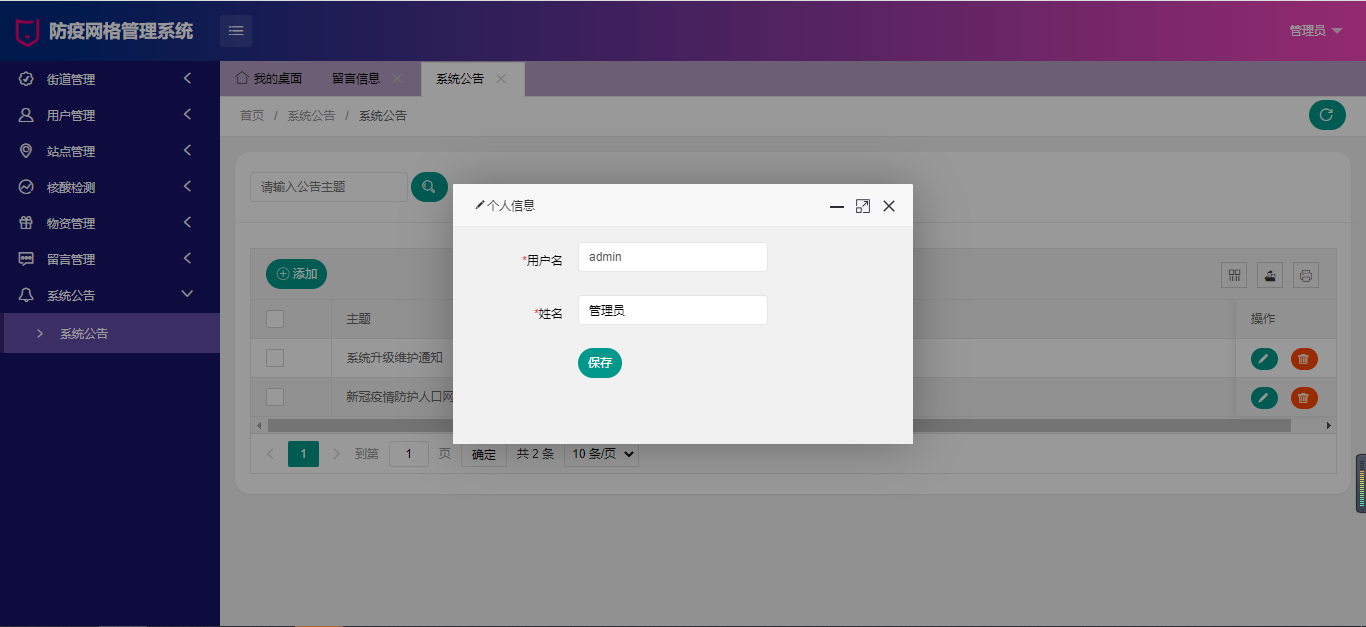 防疫网格管理系统
管理员
街道管理
用户管理
站点管理
核酸检测
物资管理
留言管理
系统公告
系统公告
我的桌面 留言信息 系统公告
首页 / 系统公告 / 系统公告
请输入公告主题
添加
主题 操作
系统升级维护通知
新冠疫情防护人口网
1 到第 1 页 确定 共 2 条 10 条/页
个人信息
*用户名 admin
*姓名 管理员
保存